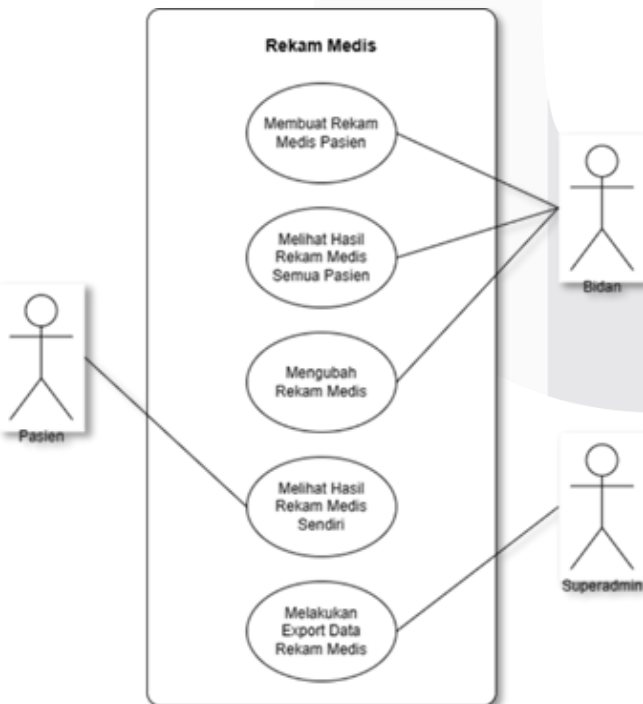 Rekam Medis
Membuat Rekam
Medis Pasien
Melihat Hasil
Rekam Medis
Semua Pasien
Bidan
Mengubah
Rekam Medis
Pasien
Melihat Hasil
Rekam Medis
Sendiri
Superadmin
Melakukan
Export Data
Rekam Medis